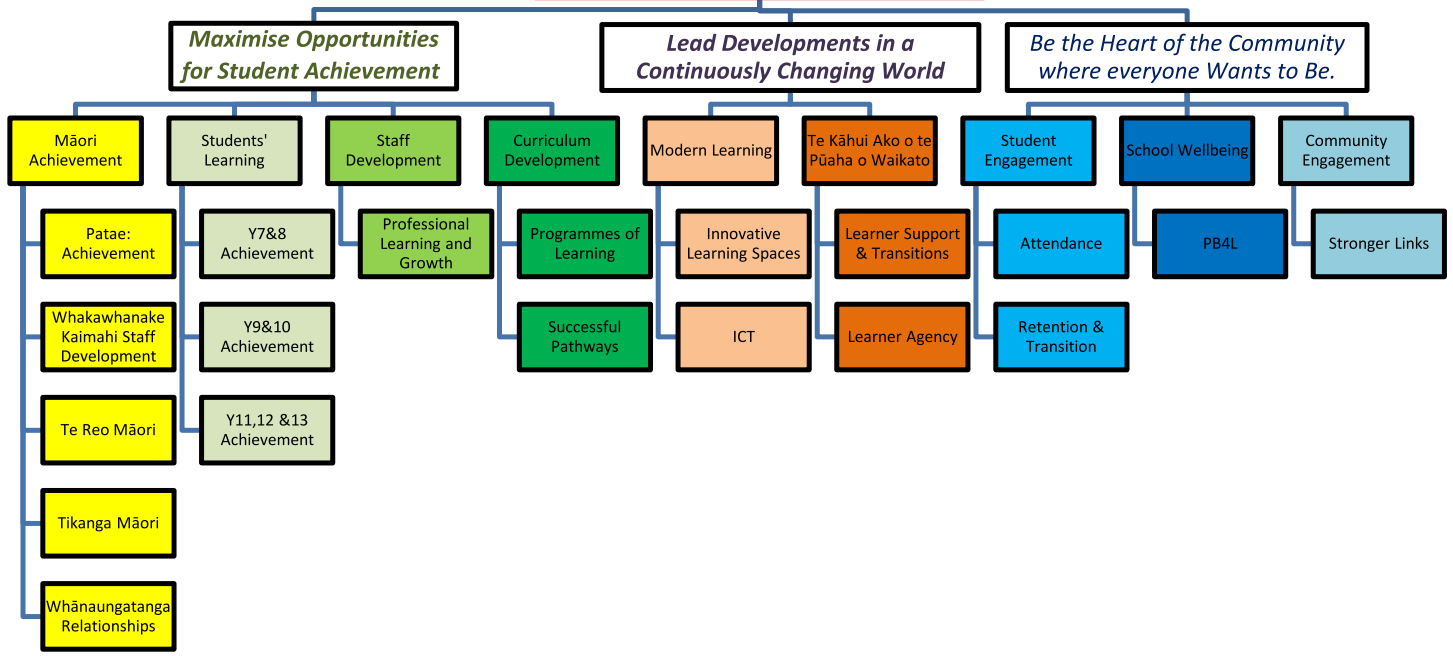 Maximise Opportunities
for Student Achievement
Lead Developments in a
Continuously Changing World
Be the Heart of the Community
where everyone Wants to Be.
Māori
Achievement
Students'
Learning
Staff
Development
Curriculum
Development
Modern Learning
Te Kāhui Ako o te
Pūaha o Waikato
Student
Engagement
School Wellbeing
Community
Engagement
Patae:
Achievement
Y7&8
Achievement
Professional
Learning and
Growth
Programmes of
Learning
Innovative
Learning Spaces
Learner Support
& Transitions
Attendance
PB4L
Stronger Links
Whakawhanake
Kaimahi Staff
Development
Y9&10
Achievement
Successful
Pathways
ICT
Learner Agency
Retention &
Transition
Te Reo Māori
Y11,12 &13
Achievement
Tikanga Māori
Whānaungatanga
Relationships